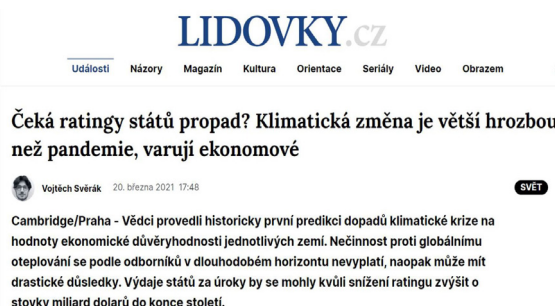 LIDOVKY.cz
Události Názory Magazín Kultura Orientace Seriály Video Obrazem
Čeká ratingy států propad? Klimatická změna je větší hrozbou
než pandemie, varují ekonomové
Vojtěch Svěrák 20. března 2021 17:48 SVĚT
Cambridge/Praha - Vědci provedli historicky první predikci dopadů klimatické krize na
hodnoty ekonomické důvěryhodnosti jednotlivých zemí. Nečinnost proti globálnímu
oteplování se podle odborníků v dlouhodobém horizontu nevyplatí, naopak může mít
drastické důsledky. Výdaje států za úroky by se mohly kvůli snížení ratingu zvýšit o
stovky miliard dolarů do konce století.